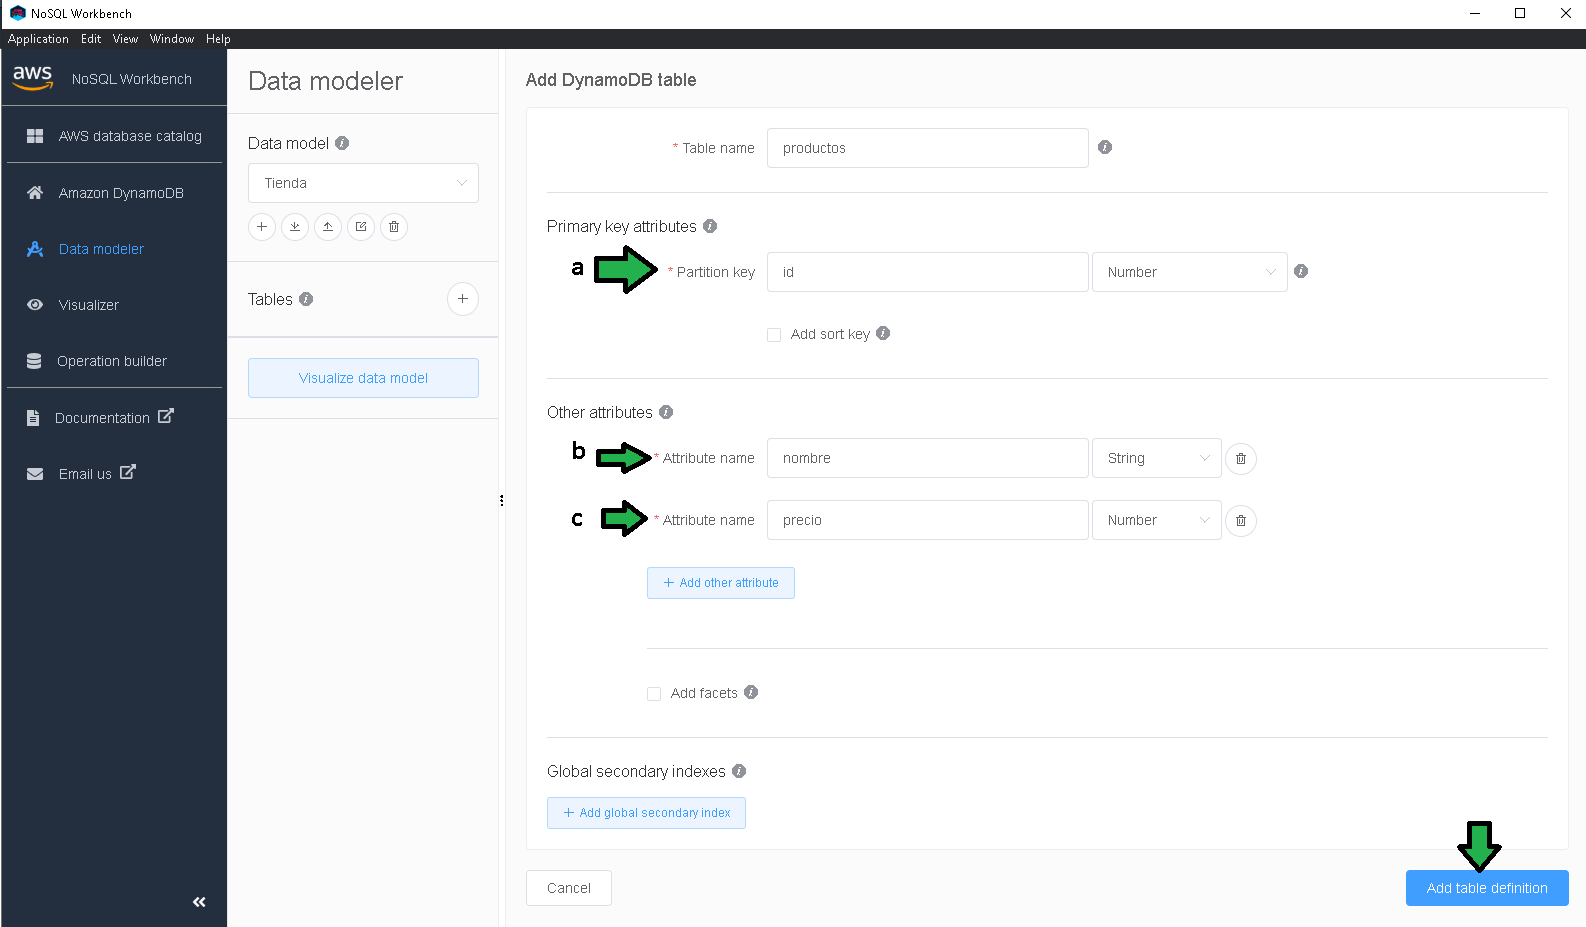 NoSQL Workbench
Application Edit View Window Help
aws NoSQL Workbench
AWS database catalog
Amazon DynamoDB
Data modeler
Visualizer
Operation builder
Documentation
Email us
Data modeler
Data model
Tienda
Tables
Visualize data model
Add DynamoDB table
* Table name productos
Primary key attributes
a * Partition key id Number
Add sort key
Other attributes
b * Attribute name nombre String
c * Attribute name precio Number
+ Add other attribute
Add facets
Global secondary indexes
+ Add global secondary index
Cancel Add table definition